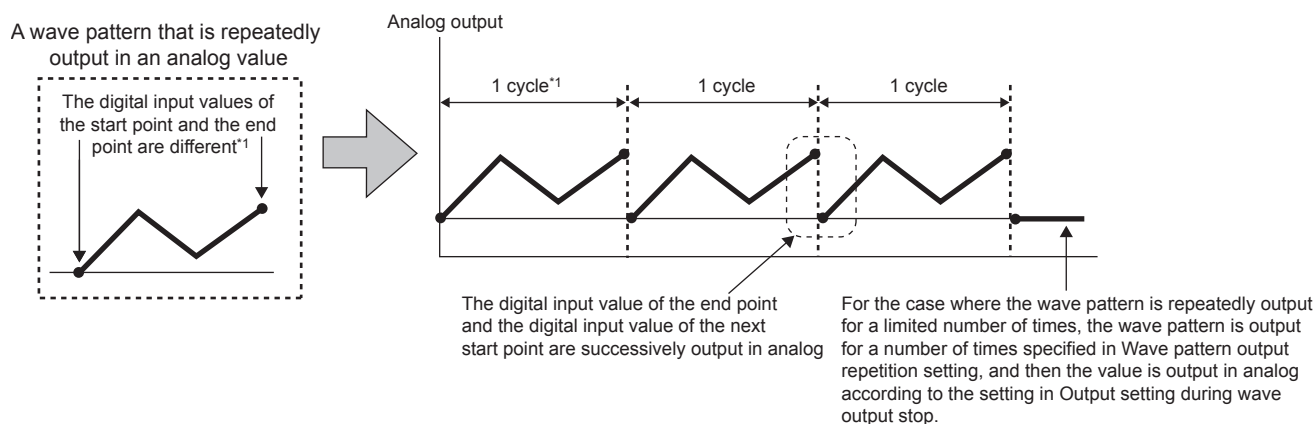 A wave pattern that is repeatedly
output in an analog value
The digital input values of
the start point and the end
point are different*1
Analog output
1 cycle*1
1 cycle
1 cycle
The digital input value of the end point
and the digital input value of the next
start point are successively output in analog
For the case where the wave pattern is repeatedly output
for a limited number of times, the wave pattern is output
for a number of times specified in Wave pattern output
repetition setting, and then the value is output in analog
according to the setting in Output setting during wave
output stop.